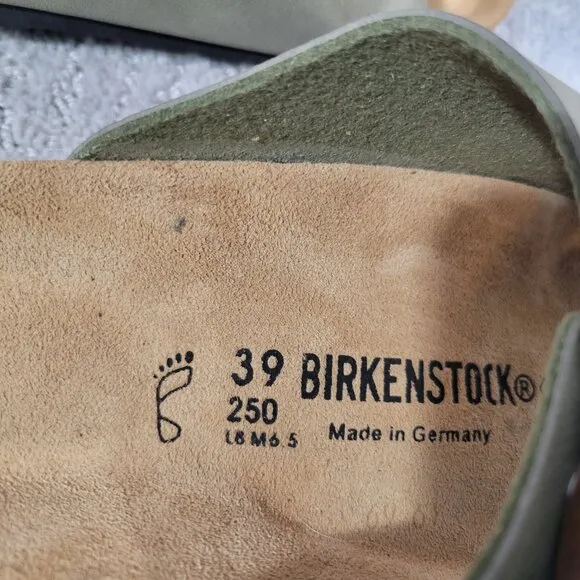 39 BIRKENSTOCK®
250
L8 M6.5 Made in Germany